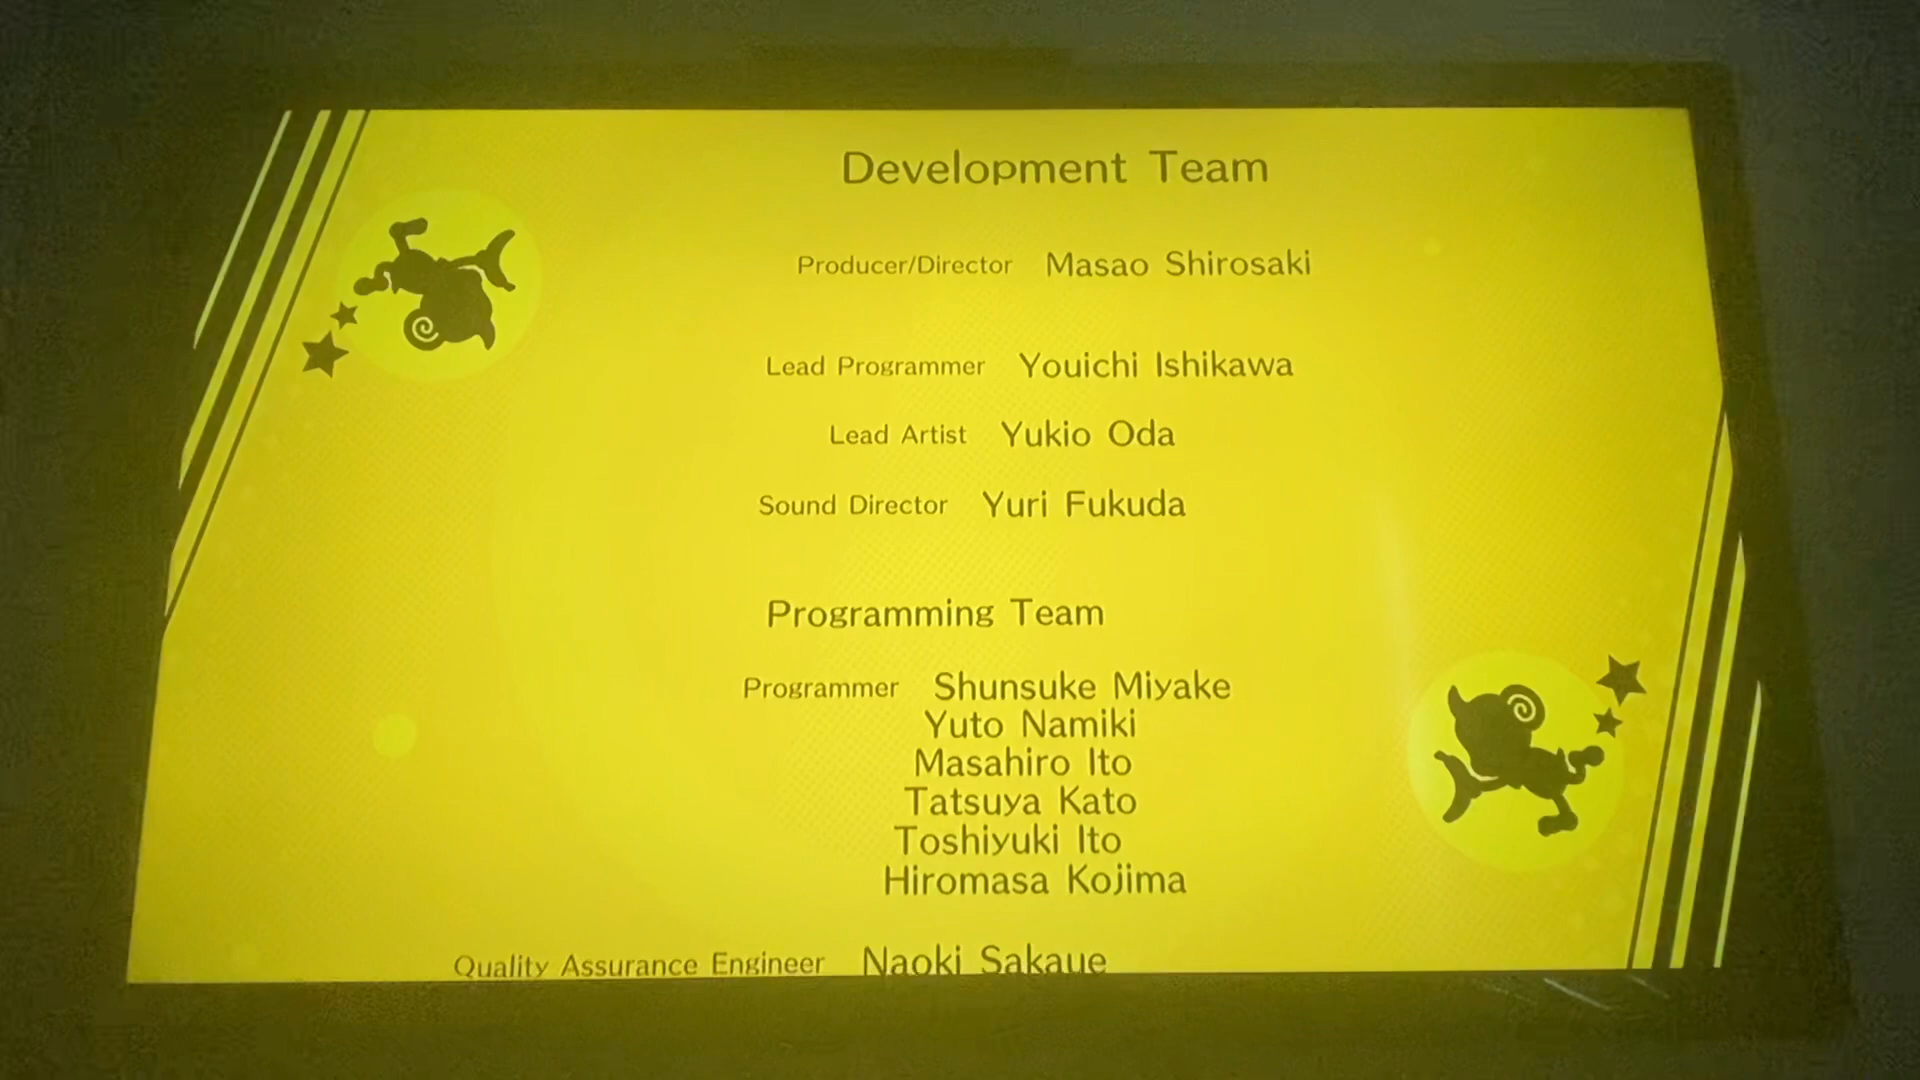 Development Team
Producer/Director Masao Shirosaki
Lead Programmer Youichi Ishikawa
Lead Artist Yukio Oda
Sound Director Yuri Fukuda
Programming Team
Programmer Shunsuke Miyake
Yuto Namiki
Masahiro Ito
Tatsuya Kato
Toshiyuki Ito
Hiromasa Kojima
Quality Assurance Engineer Naoki Sakaue